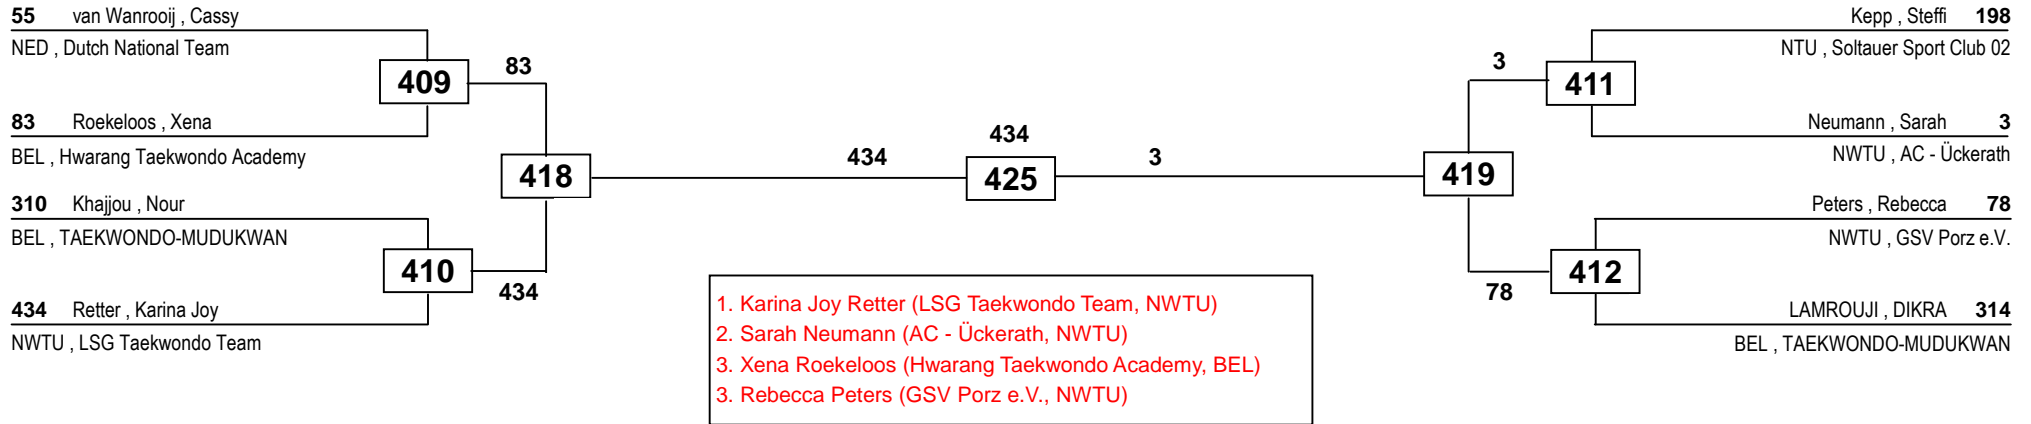 55 van Wanrooij , Cassy
NED , Dutch National Team
409
83
83 Roekeloos , Xena
BEL , Hwarang Taekwondo Academy
418
310 Khajjou , Nour
BEL , TAEKWONDO-MUDUKWAN
410
434
434 Retter , Karina Joy
NWTU , LSG Taekwondo Team
434
434
425
3
1. Karina Joy Retter (LSG Taekwondo Team, NWTU)
2. Sarah Neumann (AC - Ückerath, NWTU)
3. Xena Roekeloos (Hwarang Taekwondo Academy, BEL)
3. Rebecca Peters (GSV Porz e.V., NWTU)
Kepp , Steffi 198
NTU , Soltauer Sport Club 02
3
411
Neumann , Sarah 3
NWTU , AC - Ückerath
419
Peters , Rebecca 78
NWTU , GSV Porz e.V.
412
78
LAMROUJI , DIKRA 314
BEL , TAEKWONDO-MUDUKWAN